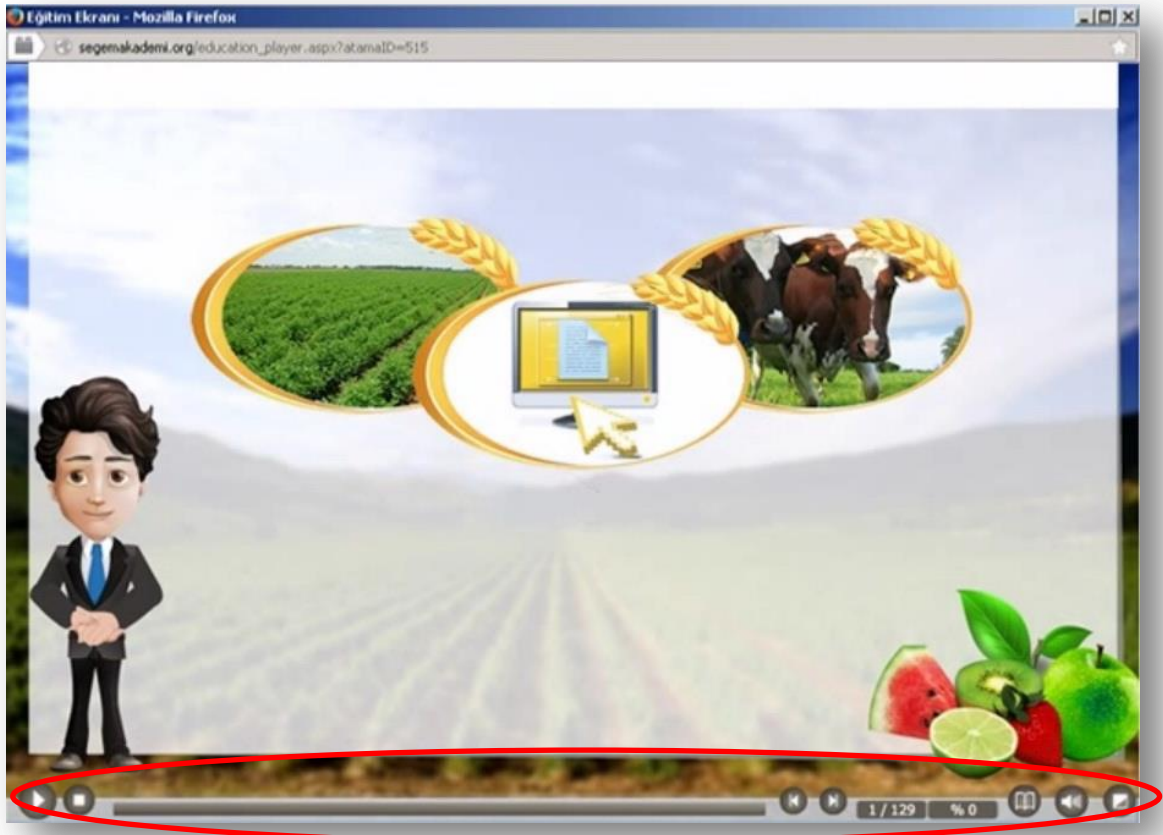 Eğitim Ekranı - Mozilla Firefox
segemakademi.org/education_player.aspx?atamaID=515
1 / 129 % 0